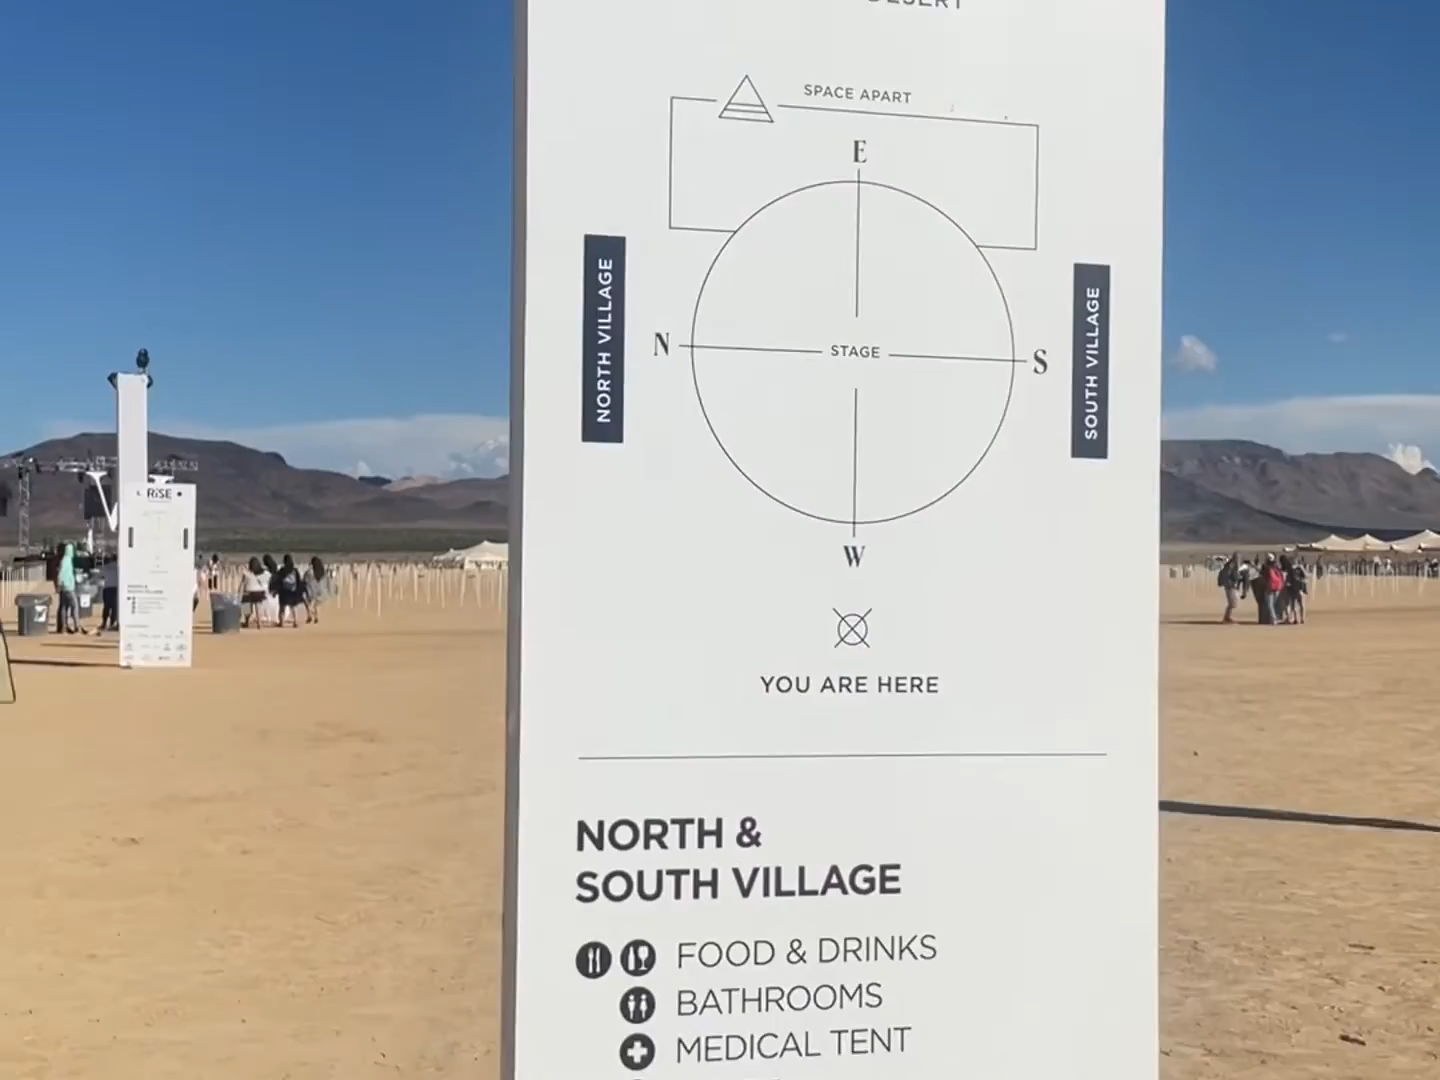 DESERT
SPACE APART
E
NORTH VILLAGE
N
STAGE
S
SOUTH VILLAGE
W
YOU ARE HERE
NORTH &
SOUTH VILLAGE
FOOD & DRINKS
BATHROOMS
MEDICAL TENT
RiSE